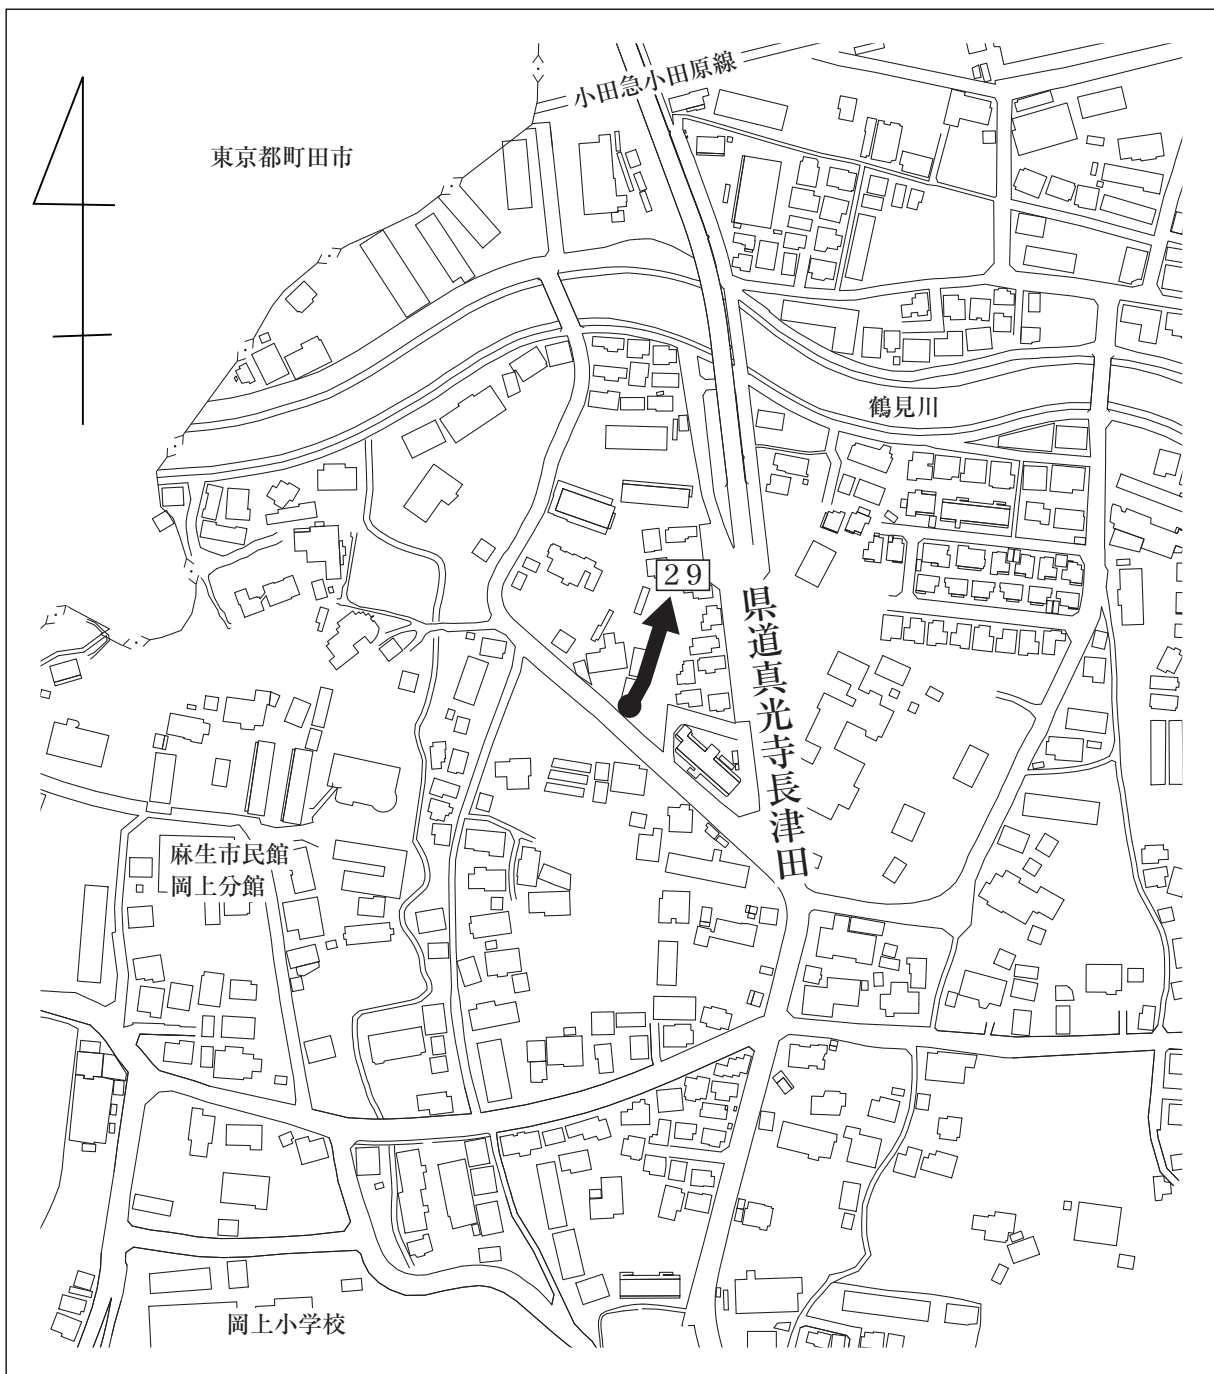 小田急小田原線
東京都町田市
鶴見川
29
県道真光寺長津田
麻生市民館
岡上分館
岡上小学校